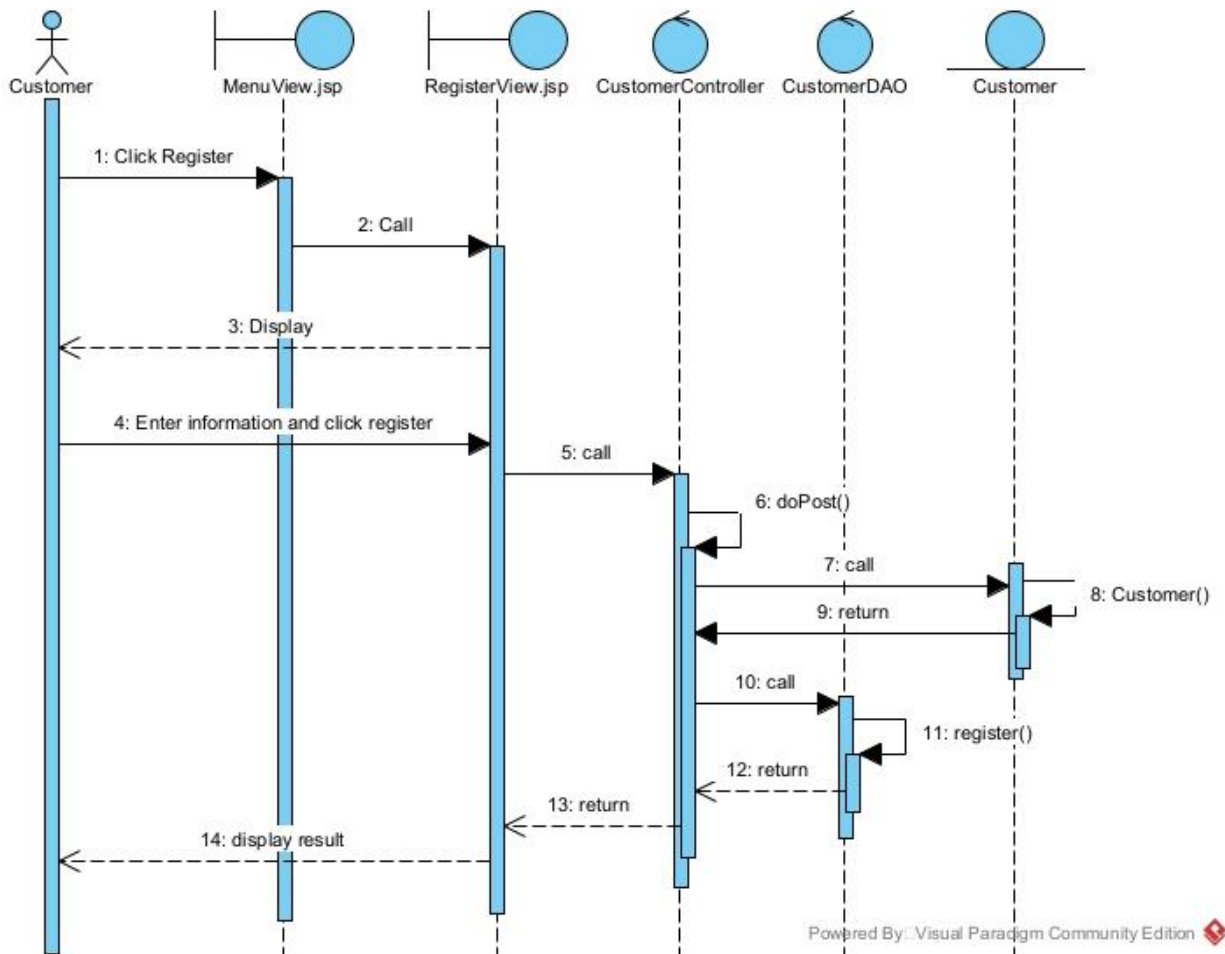 Customer
MenuView.jsp
RegisterView.jsp
CustomerController
CustomerDAO
Customer
1: Click Register
2: Call
3: Display
4: Enter information and click register
5: call
6: doPost()
7: call
8: Customer()
9: return
10: call
11: register()
12: return
13: return
14: display result
Powered By Visual Paradigm Community Edition